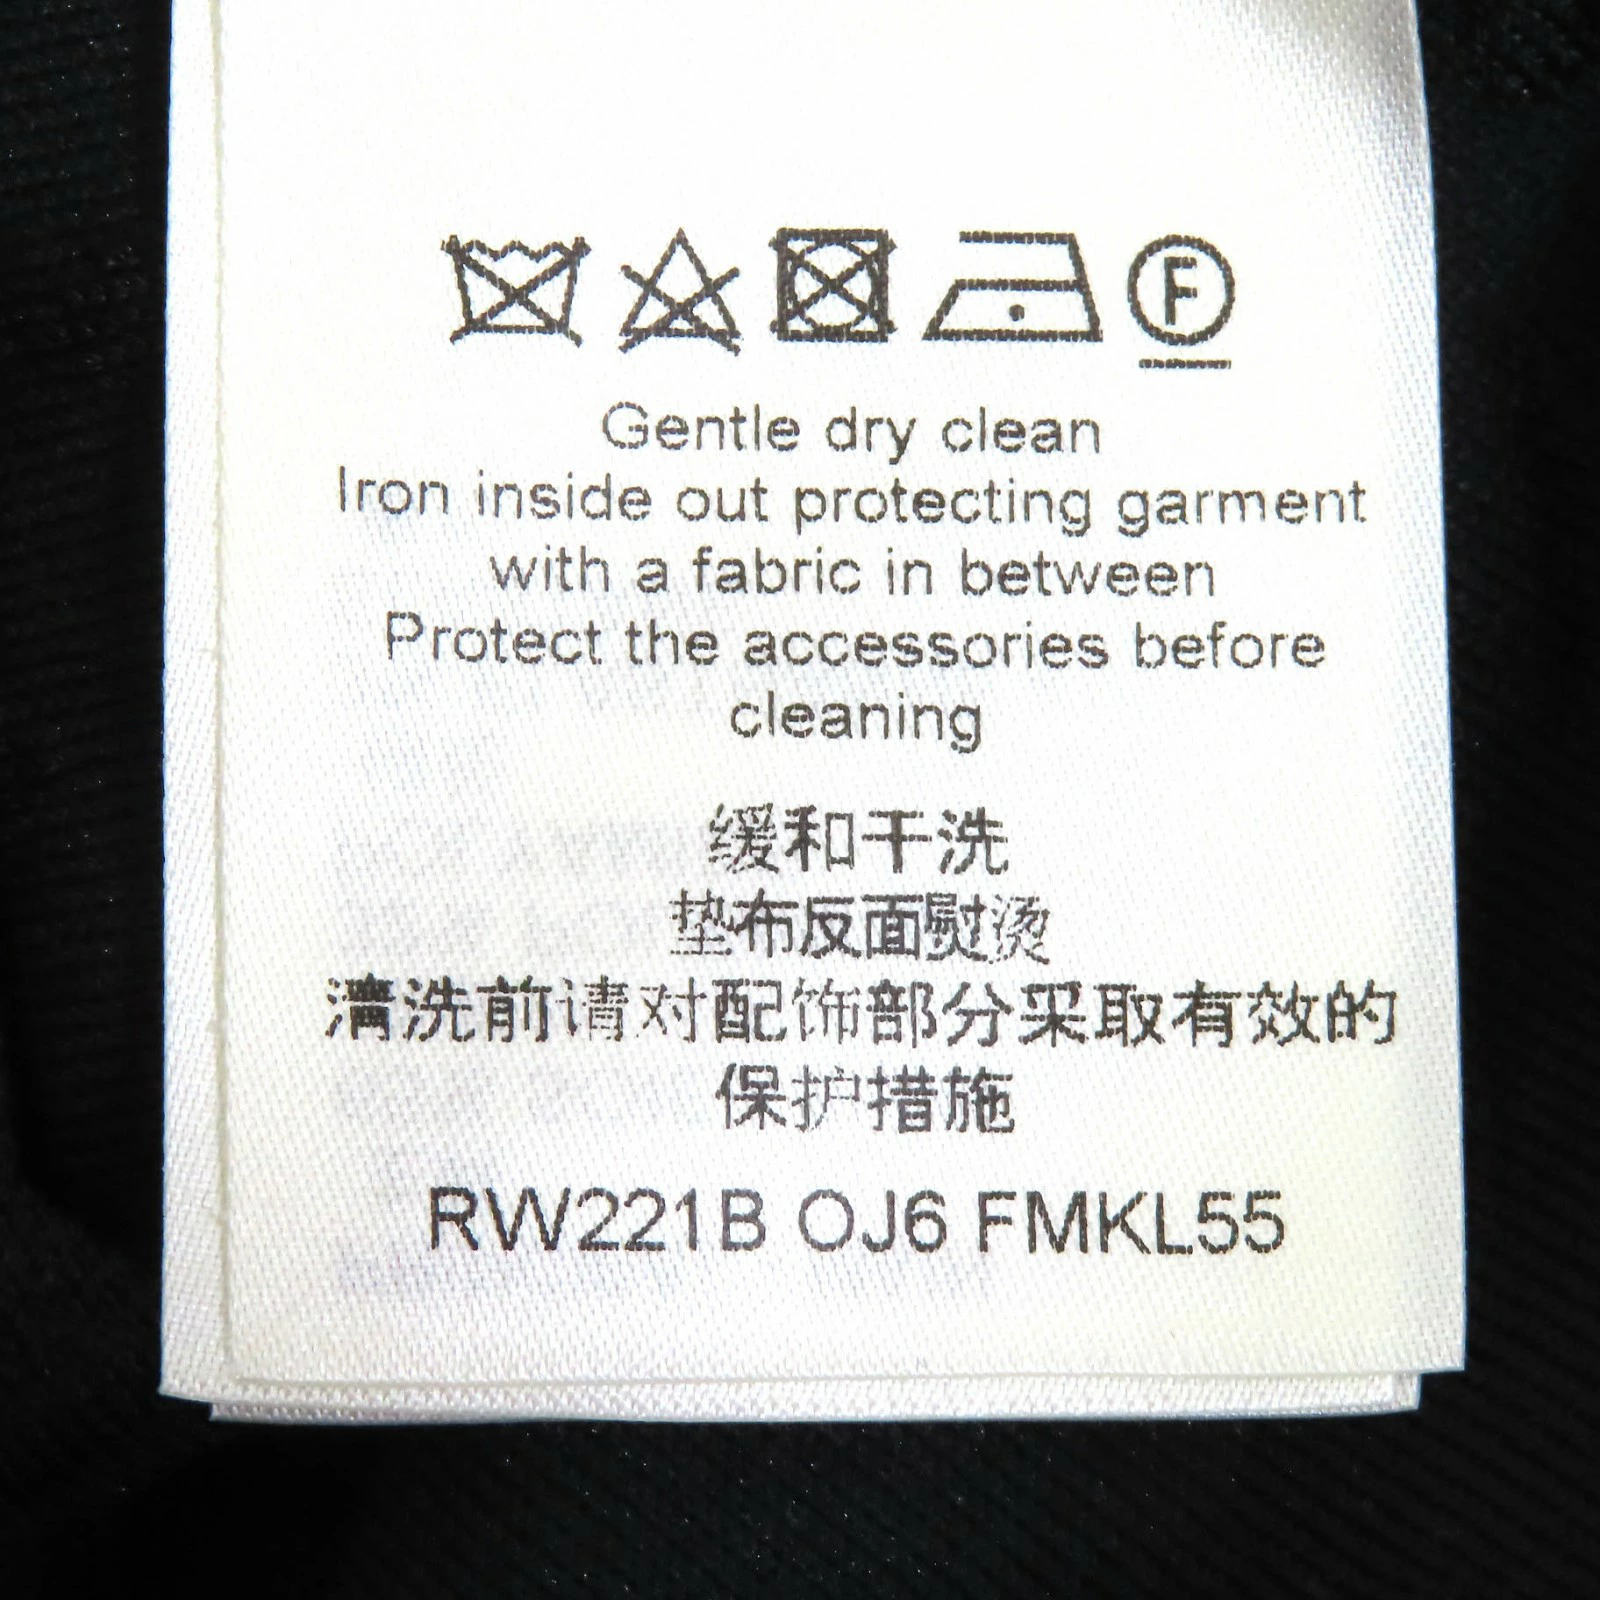 F
Gentle dry clean
Iron inside out protecting garment
with a fabric in between
Protect the accessories before
cleaning
缓和干洗
垫布反面熨烫
清洗前请对配饰部分采取有效的
保护措施
RW221B OJ6 FMKL55